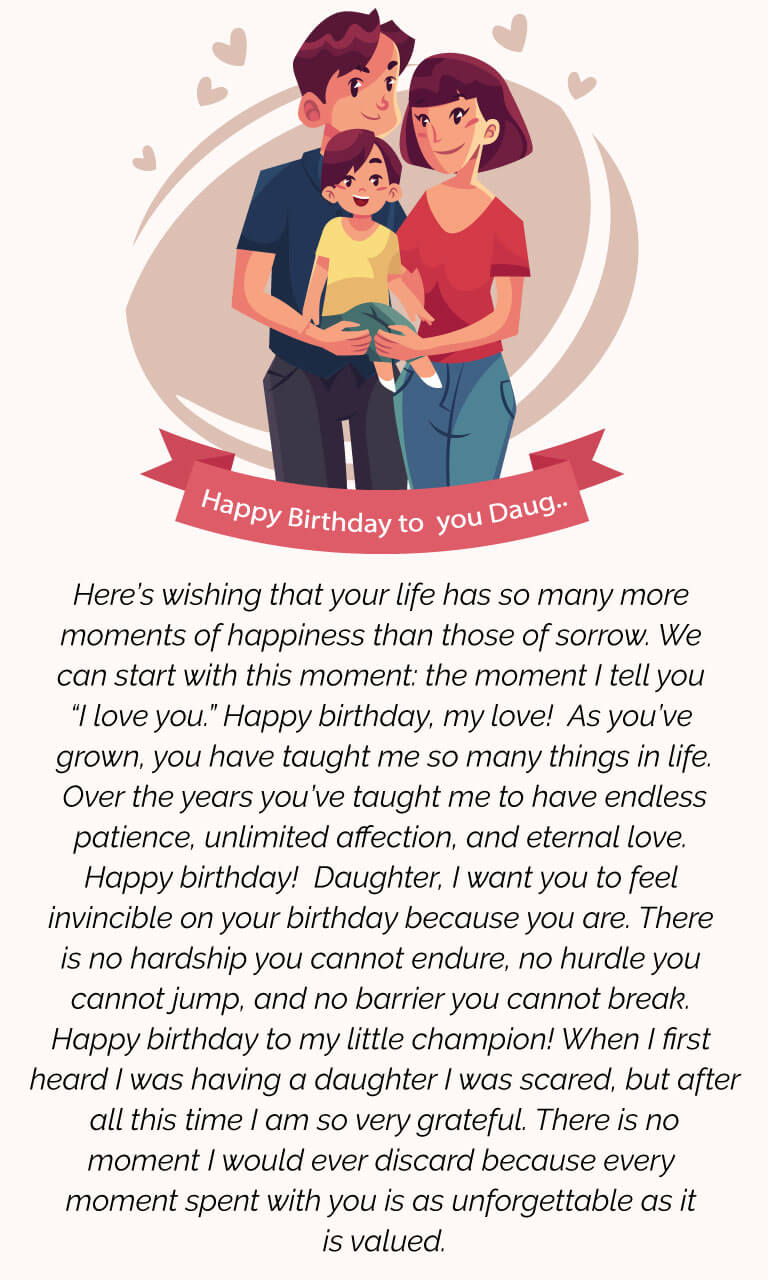 Happy Birthday to you Daug..
Here’s wishing that your life has so many more
moments of happiness than those of sorrow. We
can start with this moment: the moment I tell you
“I love you.” Happy birthday, my love! As you’ve
grown, you have taught me so many things in life.
Over the years you’ve taught me to have endless
patience, unlimited affection, and eternal love.
Happy birthday! Daughter, I want you to feel
invincible on your birthday because you are. There
is no hardship you cannot endure, no hurdle you
cannot jump, and no barrier you cannot break.
Happy birthday to my little champion! When I first
heard I was having a daughter I was scared, but after
all this time I am so very grateful. There is no
moment I would ever discard because every
moment spent with you is as unforgettable as it
is valued.